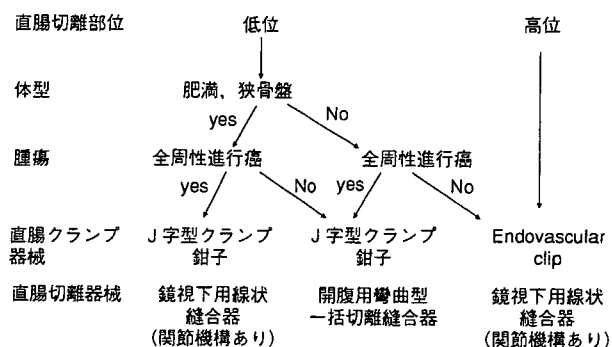 直腸切離部位 低位 高位
体型 肥満、狭骨盤
yes No
腫瘍 全周性進行癌 全周性進行癌
yes No yes No
直腸クランプ J字型クランプ J字型クランプ Endovascular
器械 鉗子 鉗子 clip
直腸切離器械 鏡視下用線状 開腹用彎曲型 鏡視下用線状
縫合器 一括切離縫合器 縫合器
(関節機構あり) (関節機構あり)